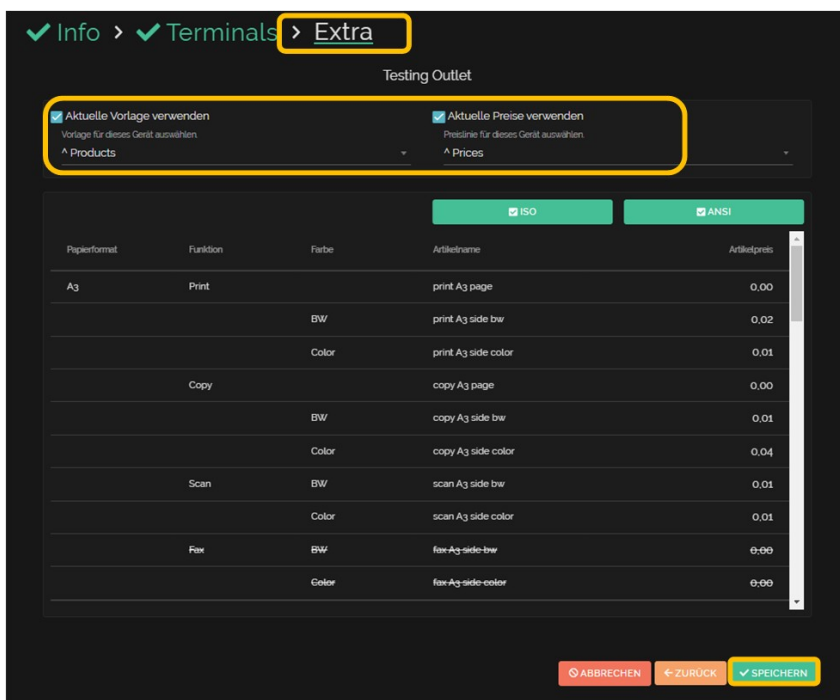 Info > Terminals > Extra
Testing Outlet
Aktuelle Vorlage verwenden Aktuelle Preise verwenden
Vorlage für dieses Gerät auswählen. Preislinie für dieses Gerät auswählen.
^ Products ^ Prices
ISO ANSI
Papierformat Funktion Farbe Artikelname Artikelpreis
A3 Print print A3 page 0,00
BW print A3 side bw 0,02
Color print A3 side color 0,01
Copy copy A3 page 0,00
BW copy A3 side bw 0,01
Color copy A3 side color 0,04
Scan BW scan A3 side bw 0,01
Color scan A3 side color 0,01
Fax BW fax A3 side bw 0,00
Color fax A3 side color 0,00
ABBRECHEN ZURÜCK SPEICHERN